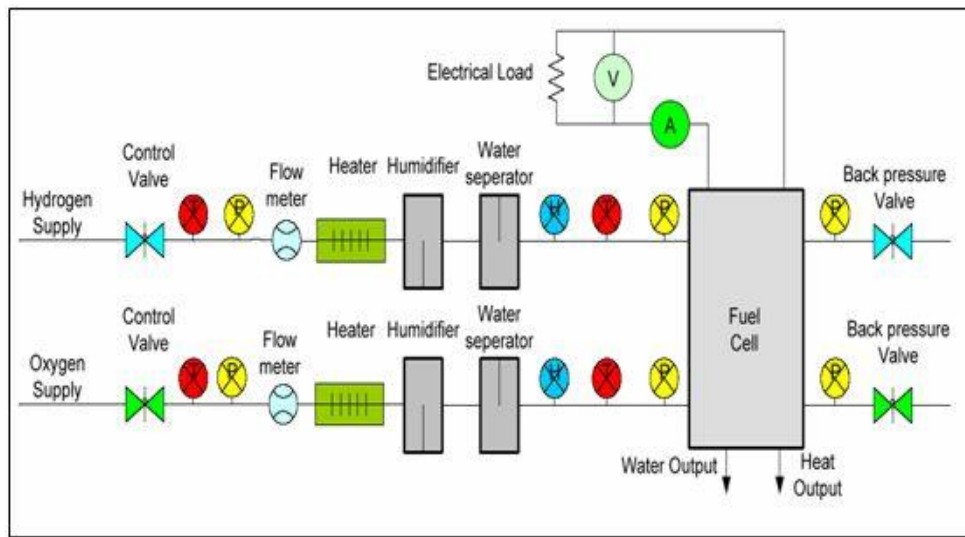 Electrical Load
V
A
Control
Valve
Flow
meter
Heater
Humidifier
Water
seperator
Back pressure
Valve
Hydrogen
Supply
T
P
H
T
P
P
Fuel
Cell
Control
Valve
Flow
meter
Heater
Humidifier
Water
seperator
Back pressure
Valve
Oxygen
Supply
T
P
H
T
P
P
Water Output
Heat
Output